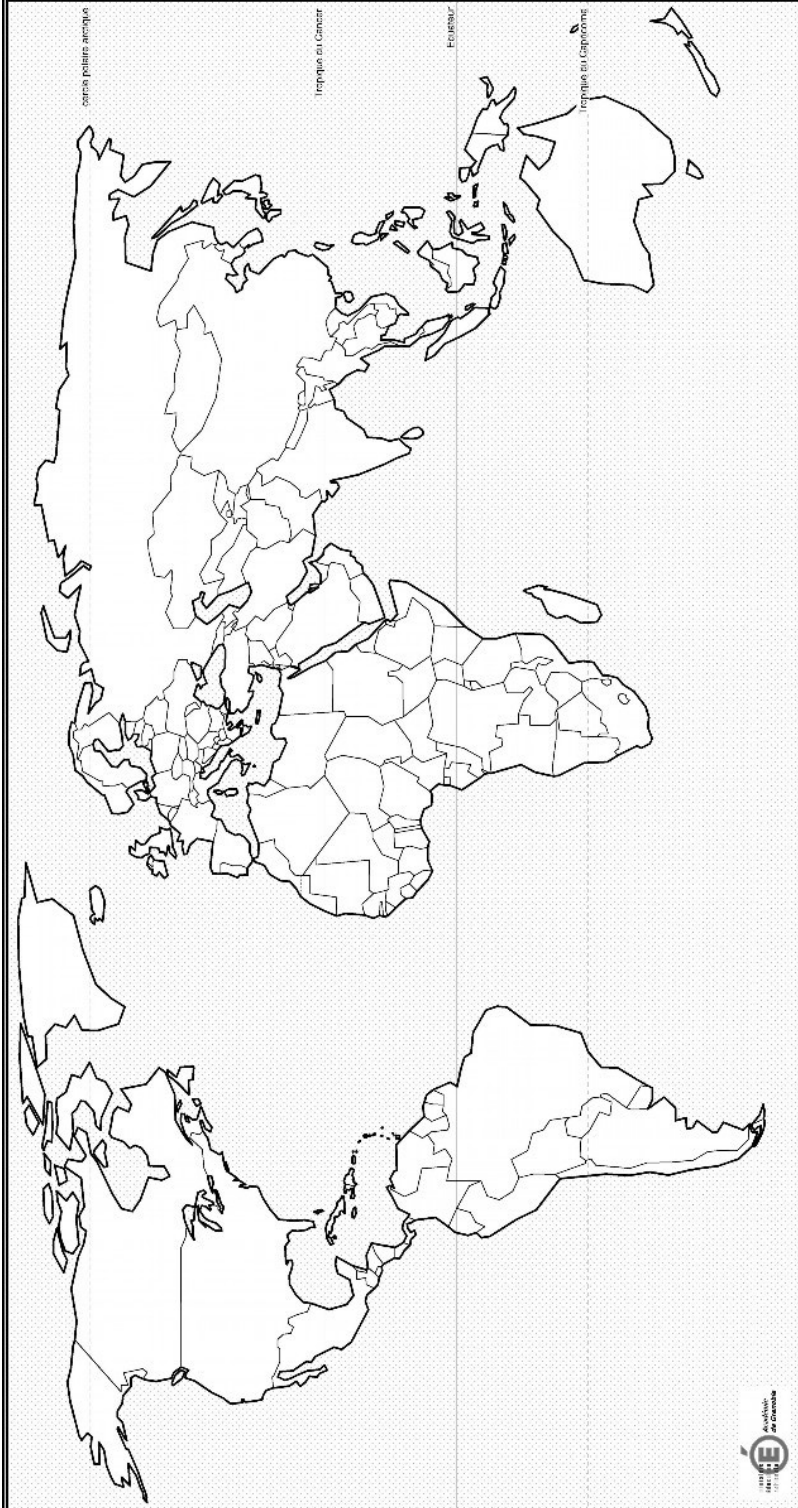 cercle polaire arctique
Tropique du Cancer
Equateur
Tropique du Capricorne
Académie
de Grenoble